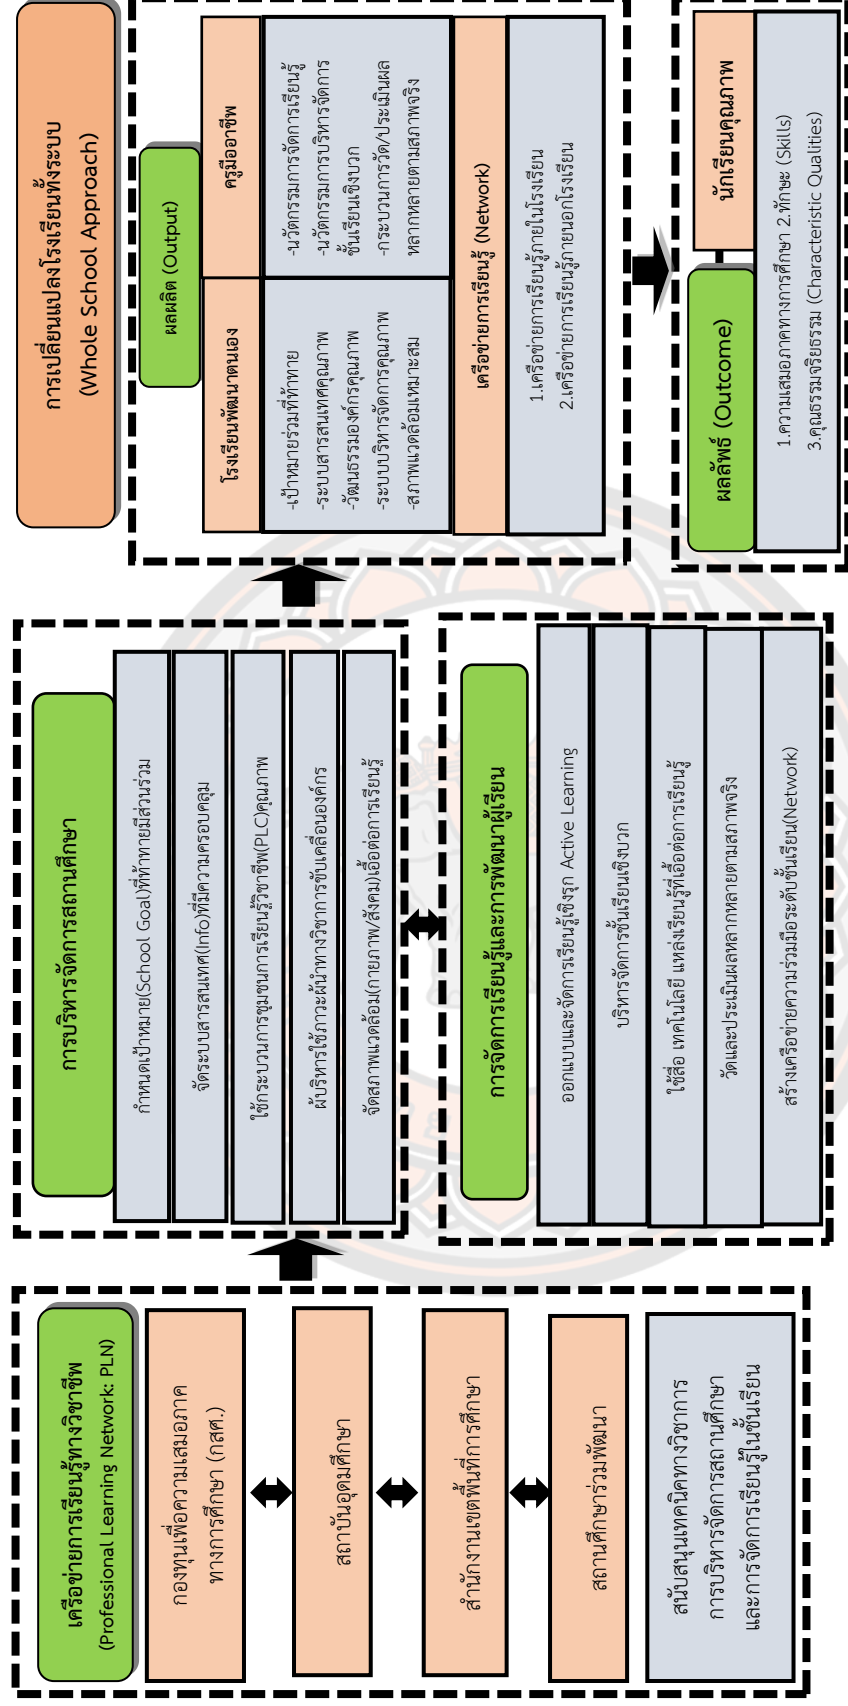 การเปลี่ยนแปลงโรงเรียนทั้งระบบ
(Whole School Approach)
เครือข่ายการเรียนรู้ทางวิชาชีพ
(Professional Learning Network: PLN)
กองทุนเพื่อความเสมอภาค
ทางการศึกษา (กสศ.)
สถาบันอุดมศึกษา
สำนักงานเขตพื้นที่การศึกษา
สถานศึกษาร่วมพัฒนา
สนับสนุนเทคนิคทางวิชาการ
การบริหารจัดการสถานศึกษา
และการจัดการเรียนรู้ในชั้นเรียน
การบริหารจัดการสถานศึกษา
กำหนดเป้าหมาย(School Goal)ที่ท้าทายมีส่วนร่วม
จัดระบบสารสนเทศ(Info)ที่มีความครอบคลุม
ใช้กระบวนการชุมชนการเรียนรู้วิชาชีพ(PLC)คุณภาพ
ผู้บริหารใช้ภาวะผู้นำทางวิชาการขับเคลื่อนองค์กร
จัดสภาพแวดล้อม(กายภาพ/สังคม)เอื้อต่อการเรียนรู้
การจัดการเรียนรู้และการพัฒนาผู้เรียน
ออกแบบและจัดการเรียนรู้เชิงรุก Active Learning
บริหารจัดการชั้นเรียนเชิงบวก
ใช้สื่อ เทคโนโลยี แหล่งเรียนรู้ที่เอื้อต่อการเรียนรู้
วัดและประเมินผลหลากหลายตามสภาพจริง
สร้างเครือข่ายความร่วมมือระดับชั้นเรียน(Network)
ผลผลิต (Output)
โรงเรียนพัฒนาตนเอง
-เป้าหมายร่วมที่ท้าทาย
-ระบบสารสนเทศคุณภาพ
-วัฒนธรรมองค์กรคุณภาพ
-ระบบบริหารจัดการคุณภาพ
-สภาพแวดล้อมเหมาะสม
ครูมืออาชีพ
-นวัตกรรมการจัดการเรียนรู้
-นวัตกรรมการบริหารจัดการ
ชั้นเรียนเชิงบวก
-กระบวนการวัด/ประเมินผล
หลากหลายตามสภาพจริง
เครือข่ายการเรียนรู้ (Network)
1.เครือข่ายการเรียนรู้ภายในโรงเรียน
2.เครือข่ายการเรียนรู้ภายนอกโรงเรียน
ผลลัพธ์ (Outcome)
นักเรียนคุณภาพ
1.ความเสมอภาคทางการศึกษา 2.ทักษะ (Skills)
3.คุณธรรมจริยธรรม (Characteristic Qualities)